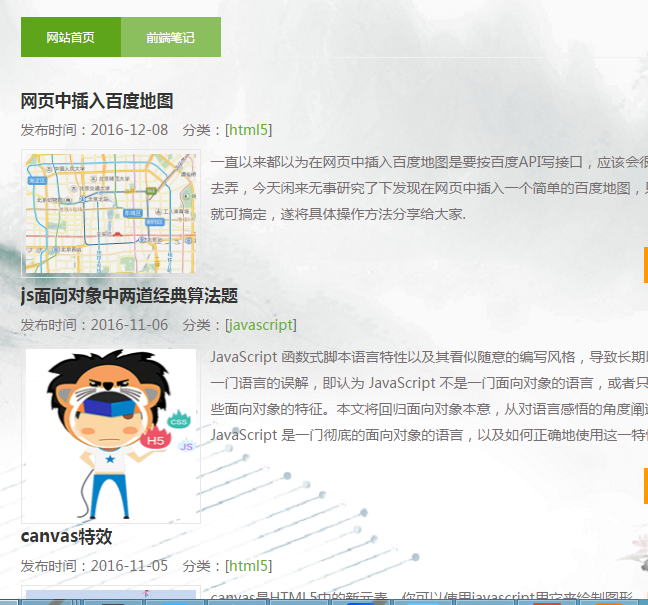 网站首页
前端笔记
网页中插入百度地图
发布时间：2016-12-08 分类：[html5]
一直以来都以为在网页中插入百度地图是要按百度API写接口，应该会很
去弄，今天闲来无事研究了下发现在网页中插入一个简单的百度地图，只
就可搞定，遂将具体操作方法分享给大家.
js面向对象中两道经典算法题
发布时间：2016-11-06 分类：[javascript]
JavaScript 函数式脚本语言特性以及其看似随意的编写风格，导致长期以
一门语言的误解，即认为 JavaScript 不是一门面向对象的语言，或者只
些面向对象的特征。本文将回归面向对象本意，从对语言感悟的角度阐述
JavaScript 是一门彻底的面向对象的语言，以及如何正确地使用这一特性
CSS
H5
JS
canvas特效
发布时间：2016-11-05 分类：[html5]
canvas是HTML5中的新元素，你可以使用javascript用它来绘制图形